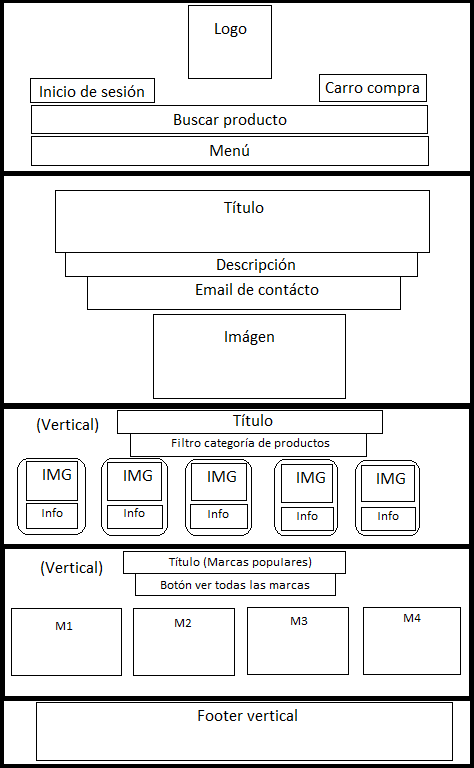 Logo
Inicio de sesión
Carro compra
Buscar producto
Menú
Título
Descripción
Email de contácto
Imágen
(Vertical)
Título
Filtro categoría de productos
IMG
IMG
IMG
IMG
IMG
Info
Info
Info
Info
Info
(Vertical)
Título (Marcas populares)
Botón ver todas las marcas
M1
M2
M3
M4
Footer vertical